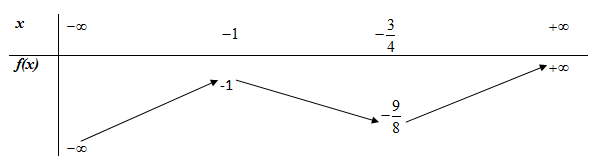 x −∞ −1 −3/4 +∞
f(x) −∞ -1 −9/8 +∞